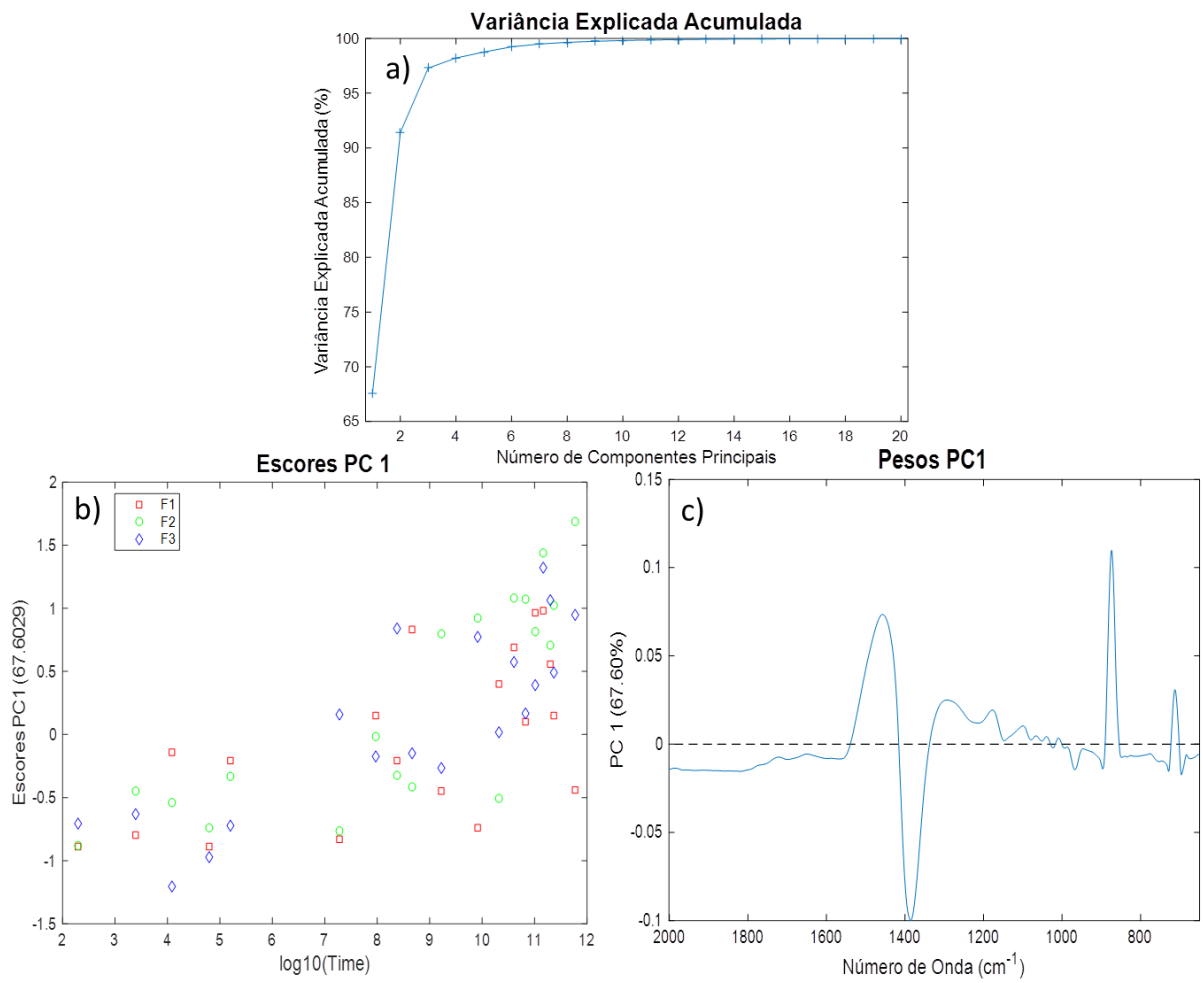 Variância Explicada Acumulada
a)
Variância Explicada Acumulada (%)
100
95
90
85
80
75
70
65
2 4 6 8 10 12 14 16 18 20
Número de Componentes Principais
Escores PC 1
b)
F1
F2
F3
Escores PC1 (67.6029)
2
1.5
1
0.5
0
-0.5
-1
-1.5
2 3 4 5 6 7 8 9 10 11 12
log10(Time)
Pesos PC1
c)
PC 1 (67.60%)
0.15
0.1
0.05
0
-0.05
-0.1
2000 1800 1600 1400 1200 1000 800
Número de Onda (cm⁻¹)